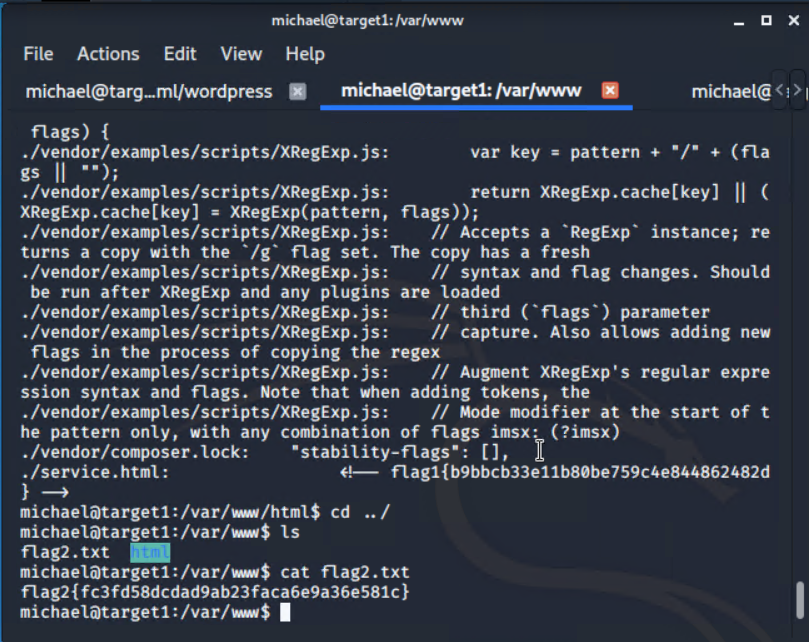 michael@target1: /var/www
File Actions Edit View Help
michael@targ...ml/wordpress michael@target1: /var/www michael@
flags) {
./vendor/examples/scripts/XRegExp.js:        var key = pattern + "/" + (fla
gs || "");
./vendor/examples/scripts/XRegExp.js:        return XRegExp.cache[key] || (
XRegExp.cache[key] = XRegExp(pattern, flags));
./vendor/examples/scripts/XRegExp.js:    // Accepts a `RegExp` instance; re
turns a copy with the `/g` flag set. The copy has a fresh
./vendor/examples/scripts/XRegExp.js:    // syntax and flag changes. Should
be run after XRegExp and any plugins are loaded
./vendor/examples/scripts/XRegExp.js:    // third (`flags`) parameter
./vendor/examples/scripts/XRegExp.js:    // capture. Also allows adding new
flags in the process of copying the regex
./vendor/examples/scripts/XRegExp.js:    // Augment XRegExp's regular expre
ssion syntax and flags. Note that when adding tokens, the
./vendor/examples/scripts/XRegExp.js:    // Mode modifier at the start of t
he pattern only, with any combination of flags imsx: (?imsx)
./vendor/composer.lock:    "stability-flags": [],
./service.html:                <!-- flag1{b9bbcb33e11b80be759c4e844862482d
} -->
michael@target1:/var/www/html$ cd ../
michael@target1:/var/www$ ls
flag2.txt  html
michael@target1:/var/www$ cat flag2.txt
flag2{fc3fd58dcdad9ab23faca6e9a36e581c}
michael@target1:/var/www$